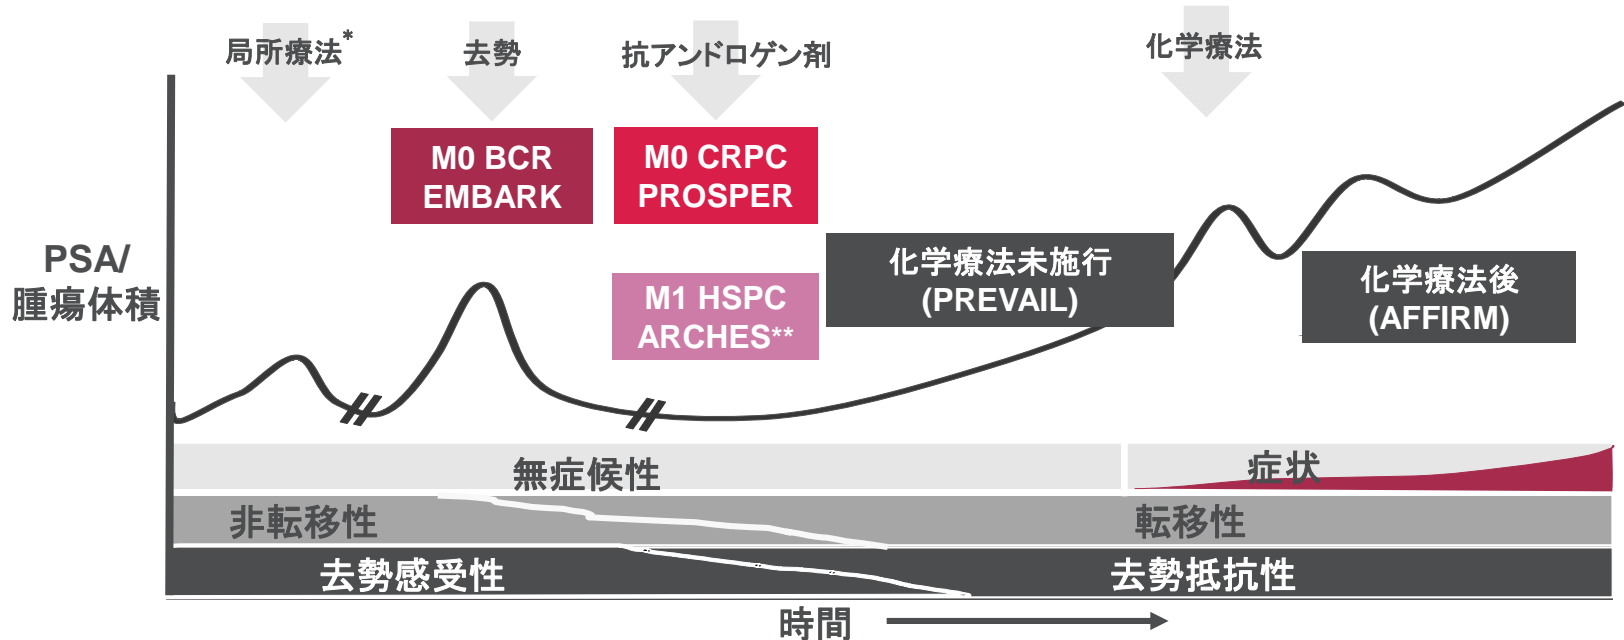 局所療法*
去勢
抗アンドロゲン剤
化学療法
M0 BCR
EMBARK
M0 CRPC
PROSPER
M1 HSPC
ARCHES**
化学療法未施行
(PREVAIL)
化学療法後
(AFFIRM)
PSA/
腫瘍体積
無症候性
症状
非転移性
転移性
去勢感受性
去勢抵抗性
時間